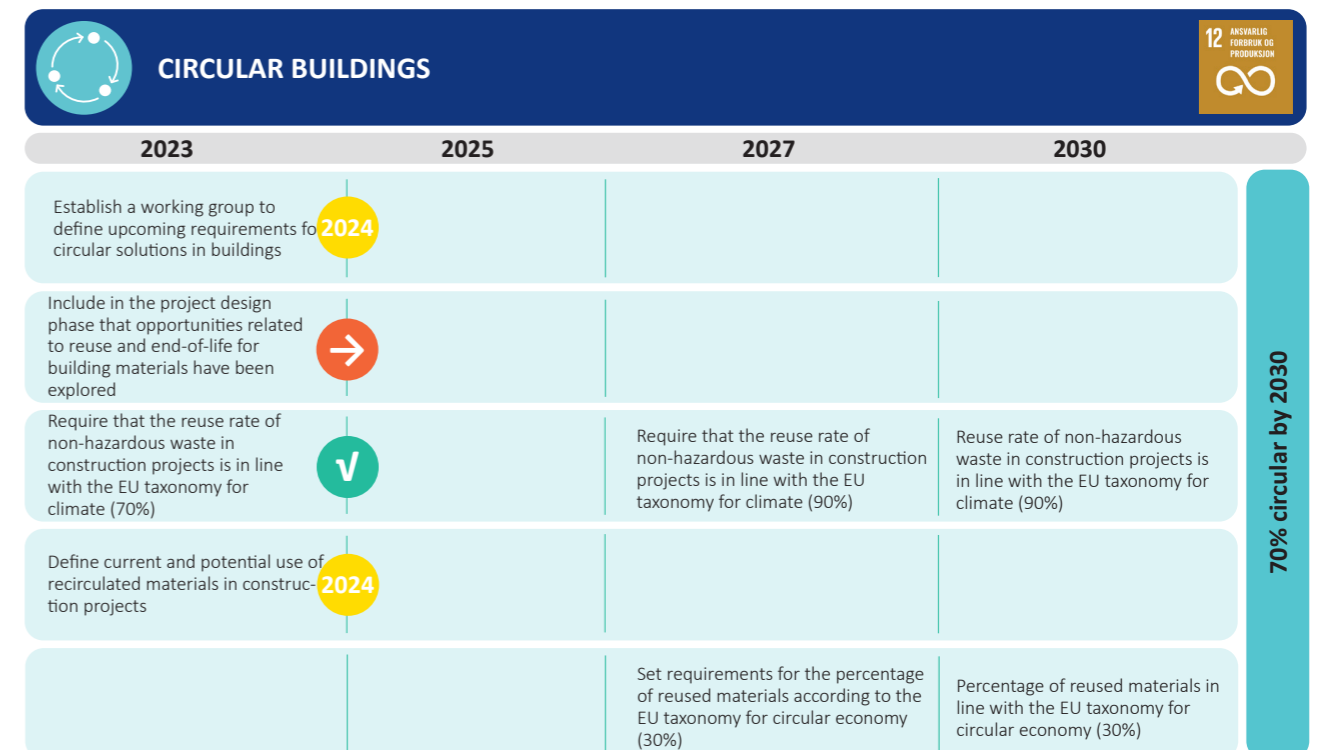 CIRCULAR BUILDINGS
12 ANSVARLIG
FORBRUK OG
PRODUKSJON
2023 2025 2027 2030
Establish a working group to
define upcoming requirements fo
circular solutions in buildings
2024
Include in the project design
phase that opportunities related
to reuse and end-of-life for
building materials have been
explored
Require that the reuse rate of
non-hazardous waste in
construction projects is in line
with the EU taxonomy for
climate (70%)
√
Require that the reuse rate of
non-hazardous waste in construction
projects is in line with the EU
taxonomy for climate (90%)
Reuse rate of non-hazardous
waste in construction projects is
in line with the EU taxonomy for
climate (90%)
Define current and potential use of
recirculated materials in construc-
tion projects
2024
Set requirements for the percentage
of reused materials according to the
EU taxonomy for circular economy
(30%)
Percentage of reused materials in
line with the EU taxonomy for
circular economy (30%)
70% circular by 2030